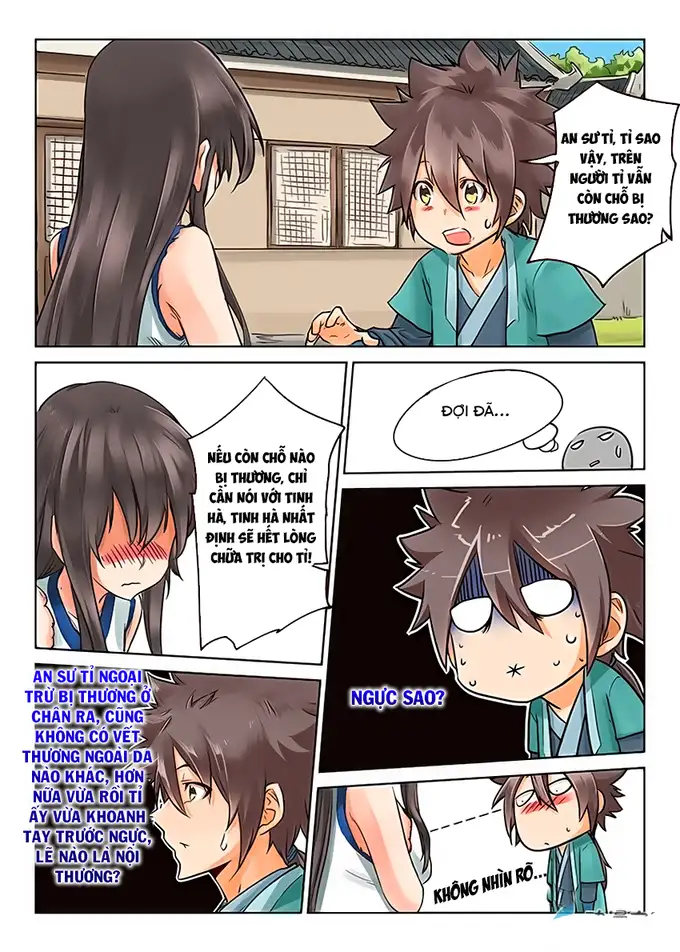 AN SƯ TỈ, TỈ SAO
VẬY, TRÊN
NGƯỜI TỈ VẪN
CÒN CHỖ BỊ
THƯƠNG SAO?
NẾU CÒN CHỖ NÀO
BỊ THƯƠNG, CHỈ
CẦN NÓI VỚI TINH
HÀ, TINH HÀ NHẤT
ĐỊNH SẼ HẾT LÒNG
CHỮA TRỊ CHO TỈ!
ĐỢI ĐÃ...
NGỰC SAO?
AN SƯ TỈ NGOẠI
TRỪ BỊ THƯƠNG Ở
CHÂN RA, CŨNG
KHÔNG CÓ VẾT
THƯƠNG NGOÀI DA
NÀO KHÁC, HƠN
NỮA VỪA RỒI TỈ
ẤY VỪA KHOANH
TAY TRƯỚC NGỰC,
LẼ NÀO LÀ NỘI
THƯƠNG?
KHÔNG NHÌN RÕ...